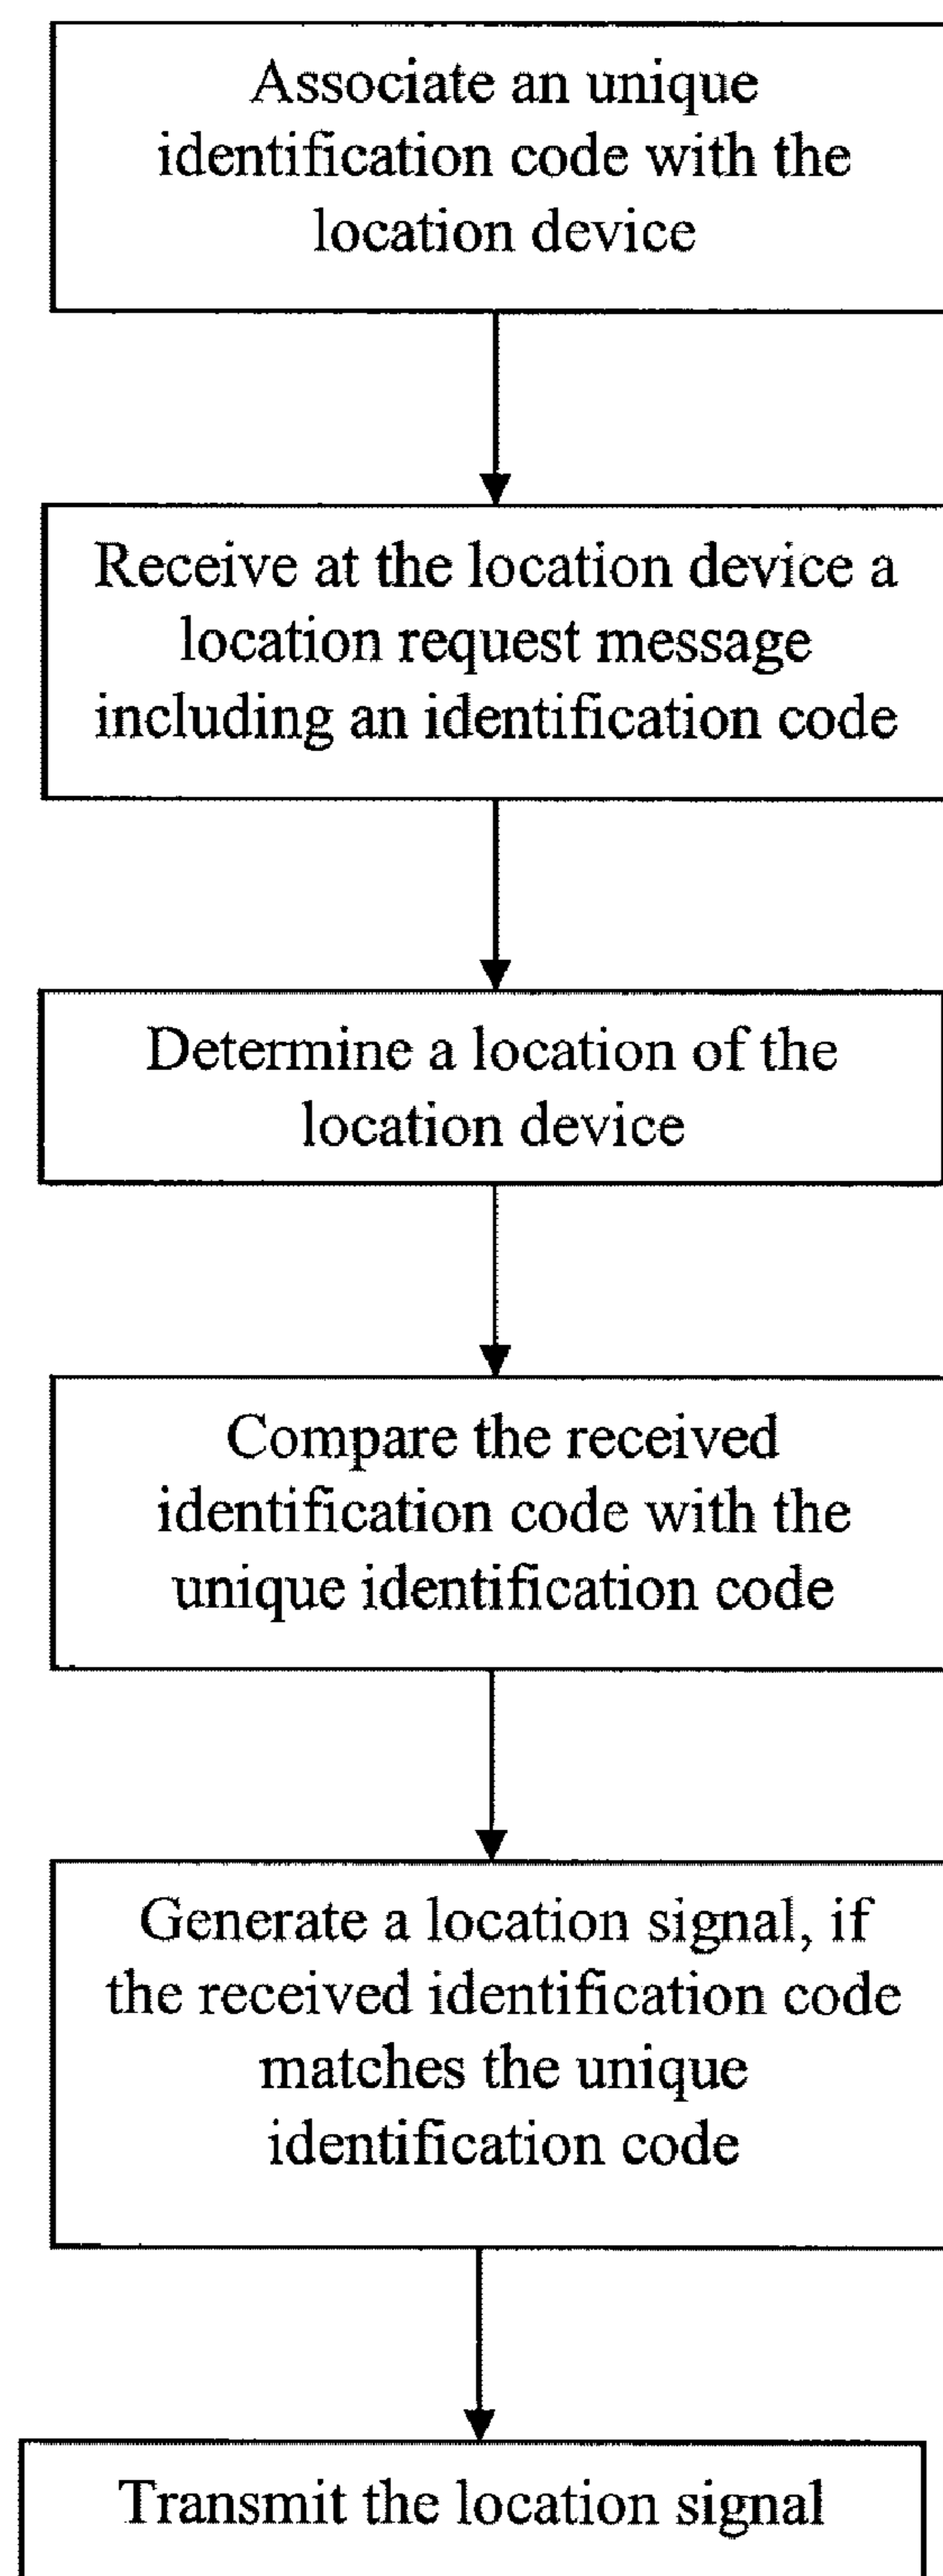 Associate an unique
identification code with the
location device
Receive at the location device a
location request message
including an identification code
Determine a location of the
location device
Compare the received
identification code with the
unique identification code
Generate a location signal, if
the received identification code
matches the unique
identification code
Transmit the location signal